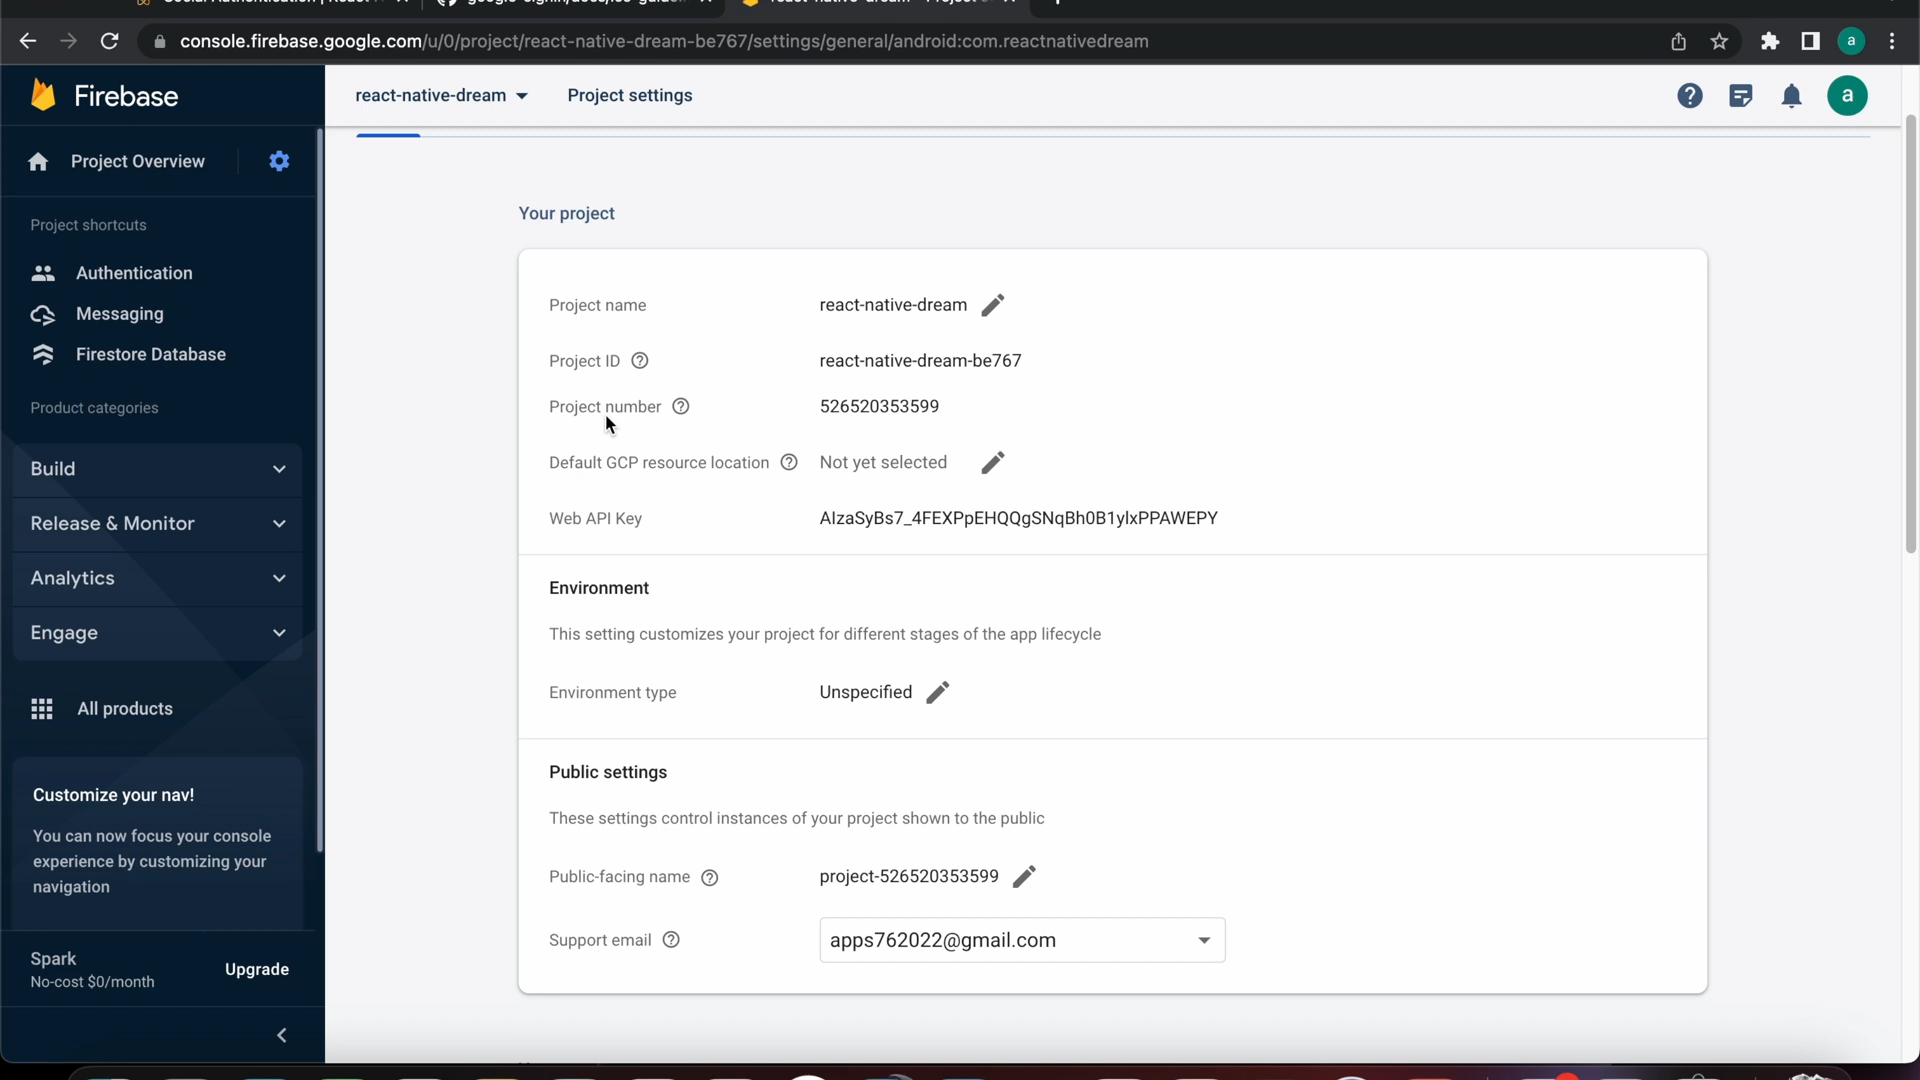 console.firebase.google.com/u/0/project/react-native-dream-be767/settings/general/android:com.reactnativedream
a
Firebase
react-native-dream
Project settings
a
Project Overview
Project shortcuts
Authentication
Messaging
Firestore Database
Product categories
Build
Release & Monitor
Analytics
Engage
All products
Customize your nav!
You can now focus your console
experience by customizing your
navigation
Spark
No-cost $0/month
Upgrade
Your project
Project name react-native-dream
Project ID react-native-dream-be767
Project number 526520353599
Default GCP resource location Not yet selected
Web API Key AIzaSyBs7_4FEXPpEHQQgSNqBh0B1ylxPPAWEPY
Environment
This setting customizes your project for different stages of the app lifecycle
Environment type Unspecified
Public settings
These settings control instances of your project shown to the public
Public-facing name project-526520353599
Support email apps762022@gmail.com